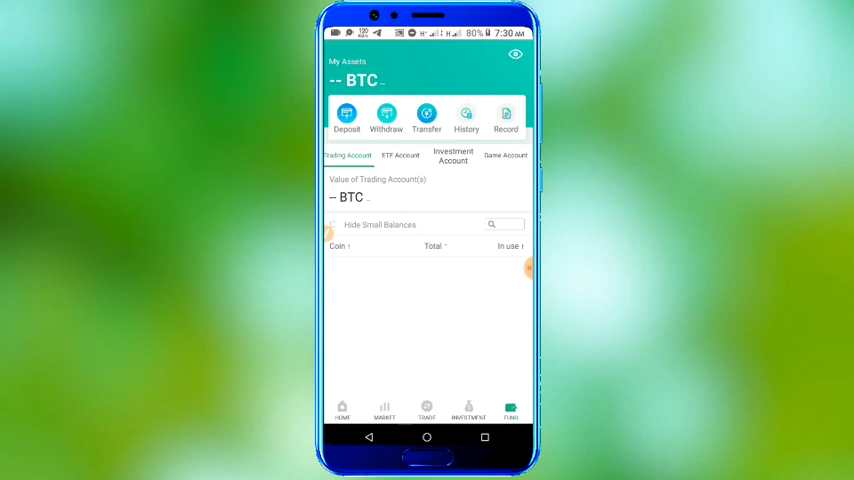 120
80% 7:30 AM
My Assets
-- BTC --
Deposit Withdraw Transfer History Record
Trading Account ETF Account Investment Account Game Account
Value of Trading Account(s)
-- BTC --
Hide Small Balances
Coin ↑ Total In use ↑
HOME MARKET TRADE INVESTMENT FUND